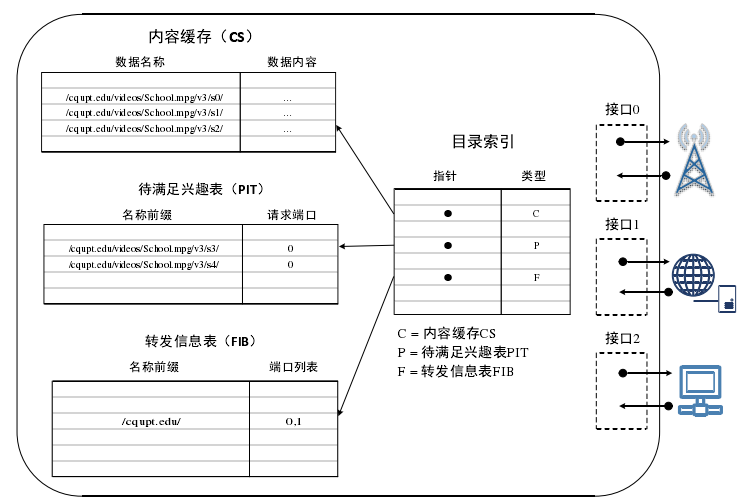 内容缓存（CS）
数据名称 数据内容
/cqupt.edu/videos/School.mpg/v3/s0/ ...
/cqupt.edu/videos/School.mpg/v3/s1/ ...
/cqupt.edu/videos/School.mpg/v3/s2/ ...
待满足兴趣表（PIT）
名称前缀 请求端口
/cqupt.edu/videos/School.mpg/v3/s3/ 0
/cqupt.edu/videos/School.mpg/v3/s4/ 0
转发信息表（FIB）
名称前缀 端口列表
/cqupt.edu/ 0,1
目录索引
指针 类型
C
P
F
C = 内容缓存CS
P = 待满足兴趣表PIT
F = 转发信息表FIB
接口0
接口1
接口2